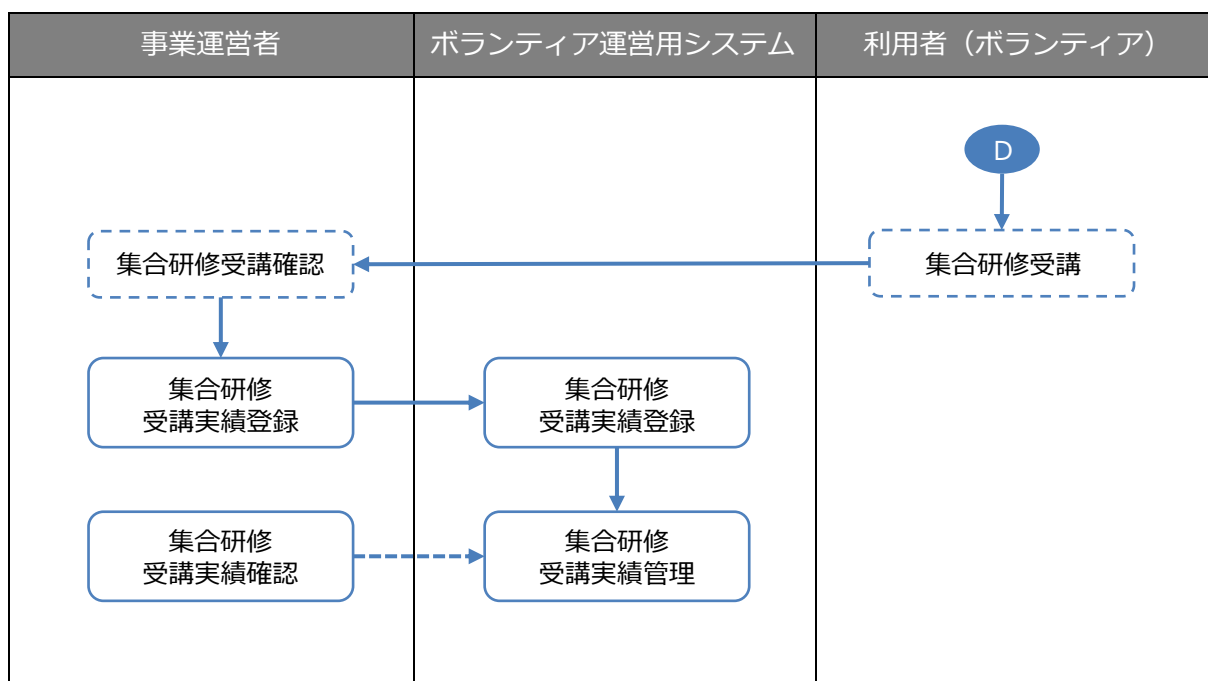 事業運営者
ボランティア運営用システム
利用者（ボランティア）
D
集合研修受講確認
集合研修受講
集合研修
受講実績登録
集合研修
受講実績登録
集合研修
受講実績確認
集合研修
受講実績管理